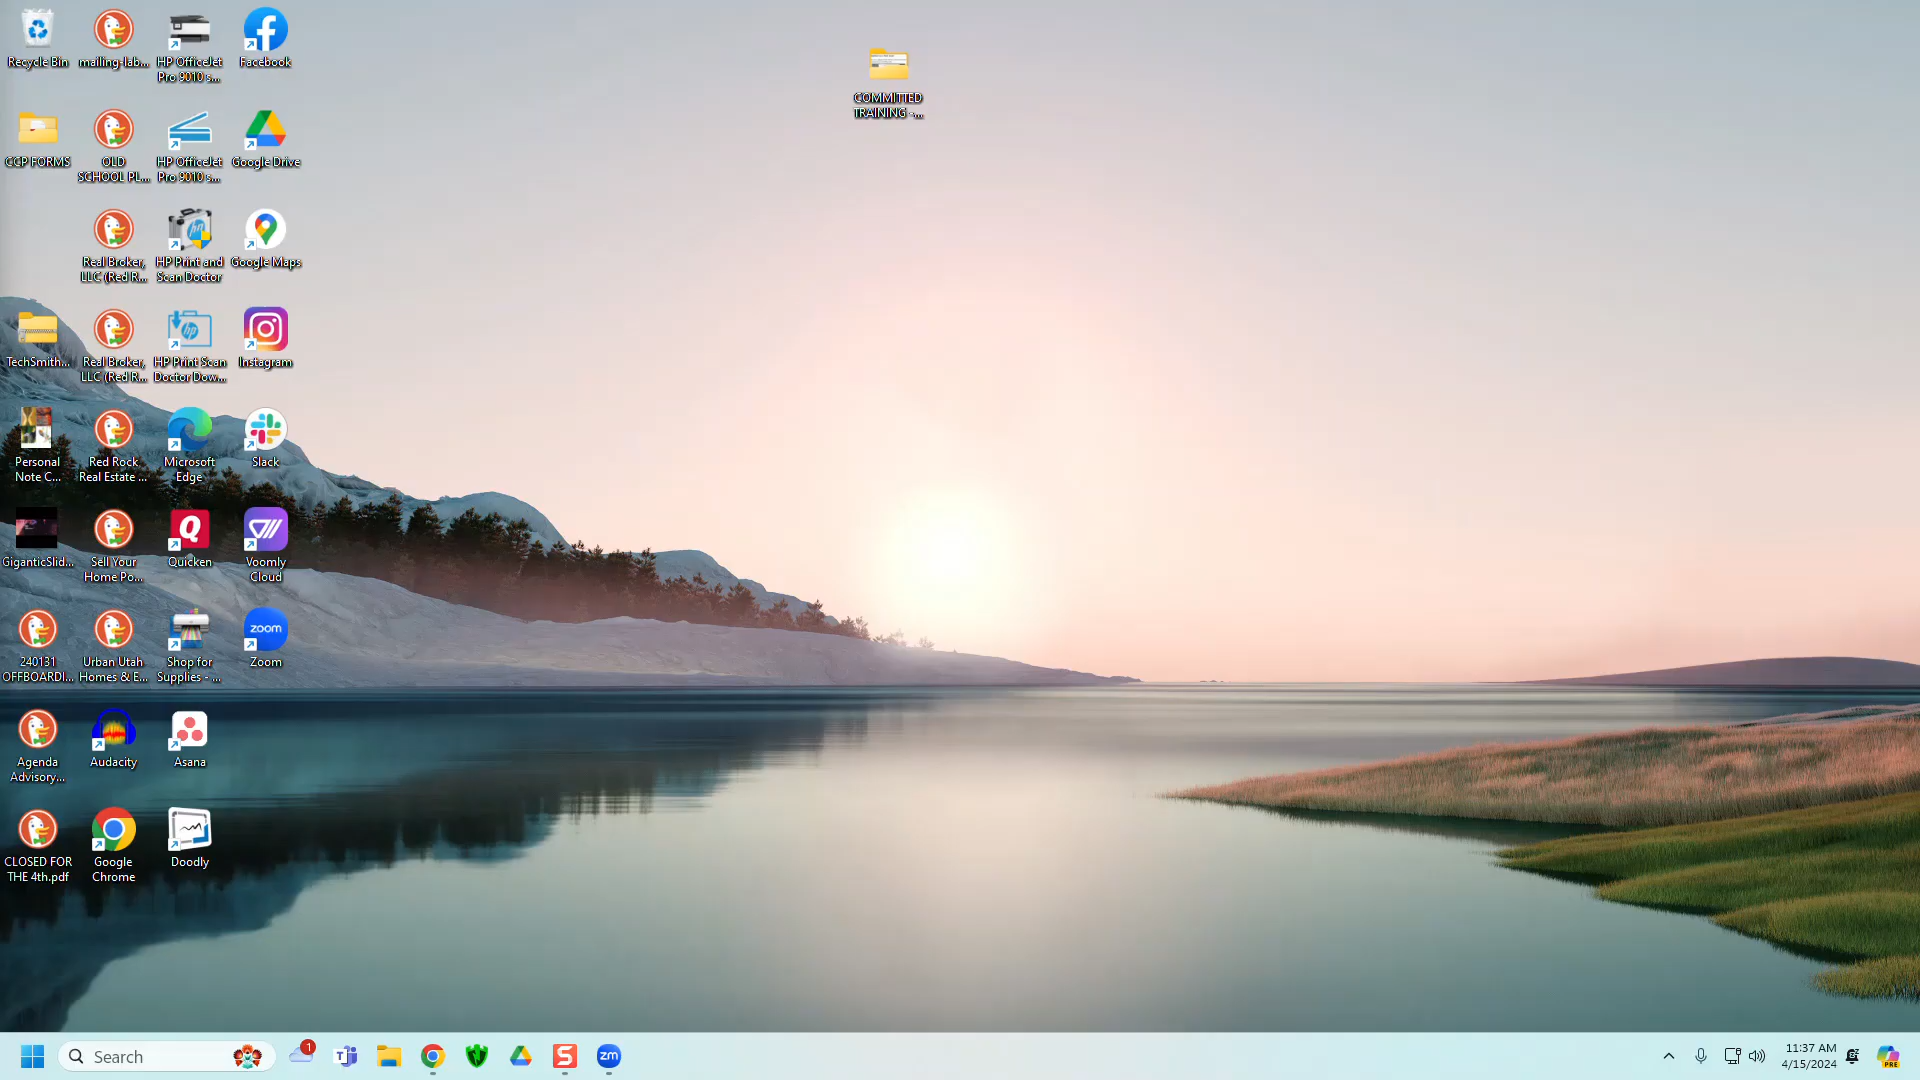 Recycle Bin
mailing-lab...
HP OfficeJet
Pro 9010 s...
Facebook
COMMITTED
TRAINING -...
CCP FORMS
OLD
SCHOOL PL...
HP OfficeJet
Pro 9010 s...
Google Drive
Real Broker,
LLC (Red R...
HP Print and
Scan Doctor
Google Maps
TechSmith...
Real Broker,
LLC (Red R...
HP Print Scan
Doctor Dow...
Instagram
Personal
Note C...
Red Rock
Real Estate ...
Microsoft
Edge
Slack
GiganticSlid...
Sell Your
Home Po...
Quicken
Voomly
Cloud
240131
OFFBOARDI...
Urban Utah
Homes & E...
Shop for
Supplies - ...
zoom
Zoom
Agenda
Advisory...
Audacity
Asana
CLOSED FOR
THE 4th.pdf
Google
Chrome
Doodly
Search
1
zm
11:37 AM
4/15/2024
PRE